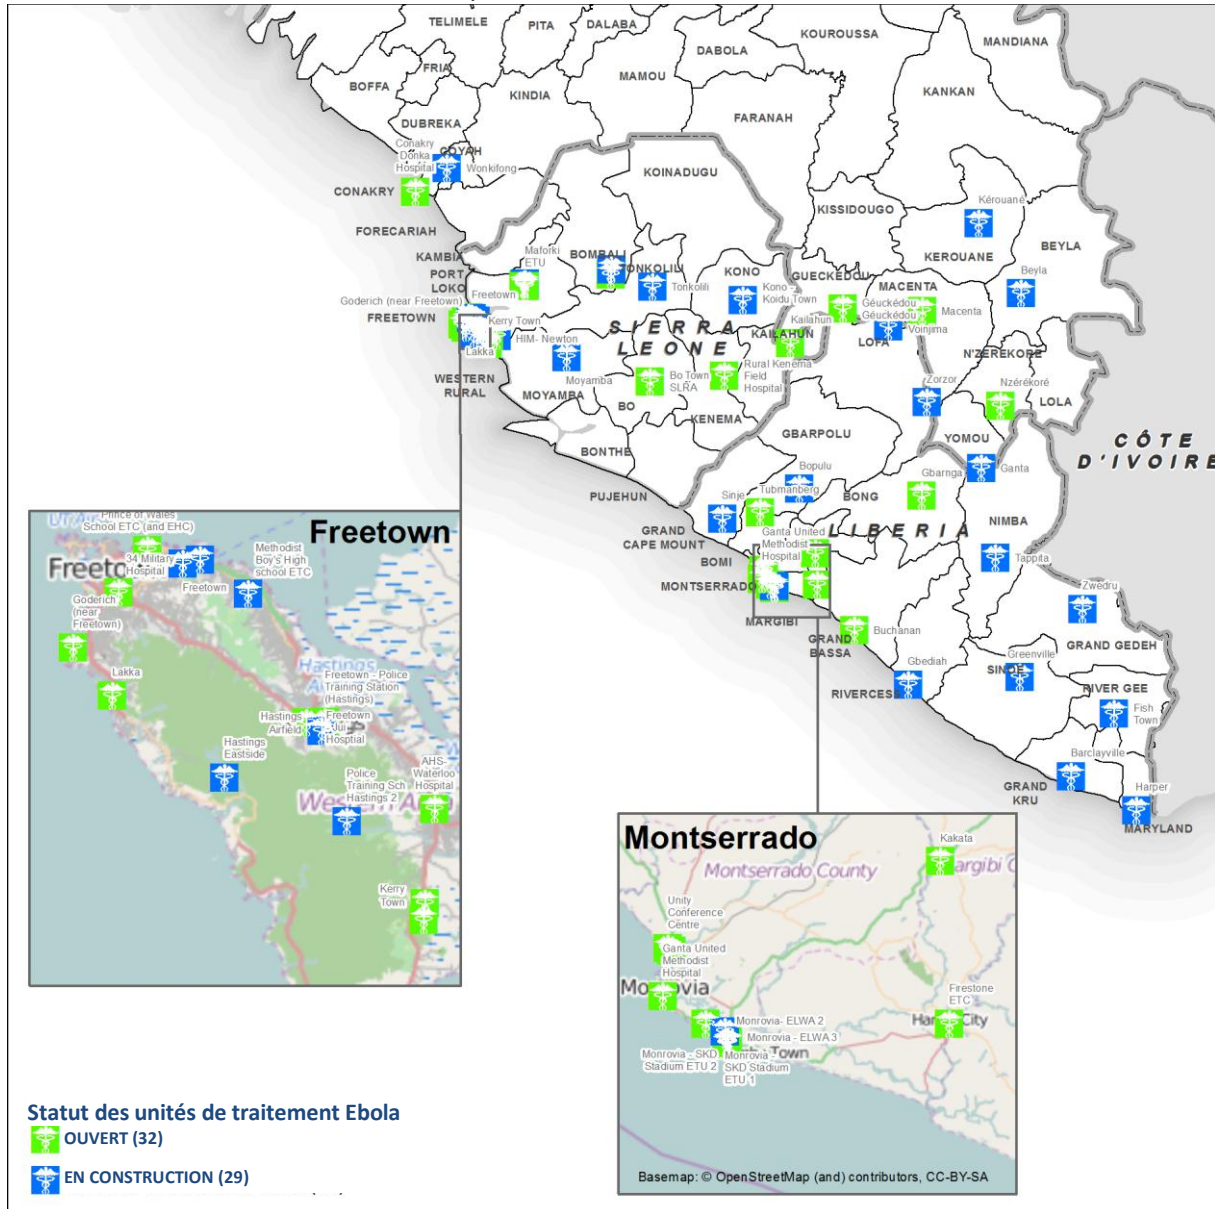 TELIMELE
PITA
DALABA
KOUROUSSA
MANDIANA
DABOLA
FRIA
BOFFA
MAMOU
KINDIA
KANKAN
DUBREKA
FARANAH
COYAH
Conakry
Donka
Hospital
Wonkifong
CONAKRY
KOINADUGU
KISSIDOUGO
Kérouané
FORECARIAH
KEROUANE
BEYLA
KAMBIA
Maforki
ETU
BOMBALI
TONKOLILI
KONO
GUECKEDOU
MACENTA
Beyla
PORT
LOKO
Freetown
Tonkolili
Kono -
Koidu Town
Géuckédou
Géuckédou
Macenta
Goderich (near Freetown)
FREETOWN
Kerry Town
HIM- Newton
Lakka
SIERRA
LEONE
Kailahun
KAILAHUN
Voinjima
LOFA
N'ZEREKORE
WESTERN
RURAL
Moyamba
MOYAMBA
Bo Town
SLRA
BO
Rural Kenema
Field
Hospital
KENEMA
Zorzor
Nzérékoré
LOLA
GBARPOLU
YOMOU
CÔTE
D'IVOIRE
BONTHE
PUJEHUN
Bopulu
Tubmanberg
Sinje
BONG
Gbarnga
Ganta
GRAND
CAPE MOUNT
Ganta United
Methodist
Hospital
LIBERIA
NIMBA
BOMI
MONTSERRADO
Tappita
MARGIBI
GRAND
BASSA
Buchanan
Zwedru
GRAND GEDEH
Gbediah
RIVERCESS
Greenville
SINOE
RIVER GEE
Fish
Town
Barclayville
GRAND
KRU
Harper
MARYLAND
Freetown
Prince of Wales
School ETC (and EHC)
34 Military
Hospital
Freetown
Methodist
Boy's High
school ETC
Goderich
(near
Freetown)
Lakka
Hastings
Freetown - Police
Training Station
(Hastings)
Hastings
Airfield
Freetown
- Jui
Hosptial
Hastings
Eastside
Police
Training Sch
Hastings 2
AHS-
Waterloo
Hospital
Kerry
Town
Montserrado
Kakata
Montserrado County
Unity
Conference
Centre
Ganta United
Methodist
Hospital
Firestone
ETC
Monrovia- ELWA 2
Monrovia - ELWA 3
Monrovia - SKD
Stadium ETU 2
Monrovia -
SKD Stadium
ETU 1
Basemap: © OpenStreetMap (and) contributors, CC-BY-SA
Statut des unités de traitement Ebola
OUVERT (32)
EN CONSTRUCTION (29)